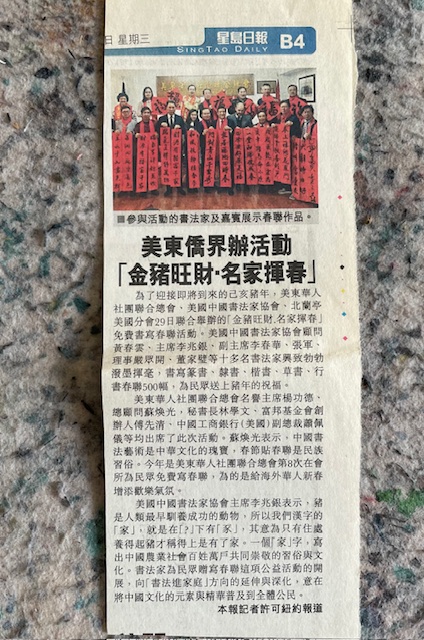 日 星期三
星島日報
SING TAO DAILY
B4
■參與活動的書法家及嘉賓展示春聯作品。
美東僑界辦活動
「金豬旺財·名家揮春」
為了迎接即將到來的己亥豬年，美東華人
社團聯合總會、美國中國書法家協會、北蘭亭
美國分會29日聯合舉辦的「金豬旺財.名家揮春」
免費書寫春聯活動。美國中國書法家協會顧問
黃春雲、主席李兆銀、副主席李春華、張軍、
理事嚴眾開、董家璧等十多名書法家興致勃勃
潑墨揮毫，書寫篆書、隸書、楷書、草書、行
書春聯500幅，為民眾送上豬年的祝福。
美東華人社團聯合總會名譽主席楊功德、
總顧問蘇煥光，秘書長林學文、富邦基金會創
辦人傅先清、中國工商銀行(美國)副總裁蕭佩
儀等均出席了此次活動。蘇煥光表示，中國書
法藝術是中華文化的瑰寶，春節貼春聯是民族
習俗。今年是美東華人社團聯合總會第8次在會
所為民眾免費寫春聯，為的是給海外華人新春
增添歡樂氣氛。
美國中國書法家協會主席李兆銀表示，豬
是人類最早馴養成功的動物，所以我們漢字的
「家」，就是在「?」下有「豕」，其意為只有住處
養得起豬才稱得上是有了家。一個「家」字，寫
出中國農業社會百姓萬戶共同崇敬的習俗與文
化。書法家為民眾贈寫春聯這項公益活動的開
展，向「書法進家庭」方向的延伸與深化，意在
將中國文化的元素與精華普及到全體公民。
本報記者許可紐約報道